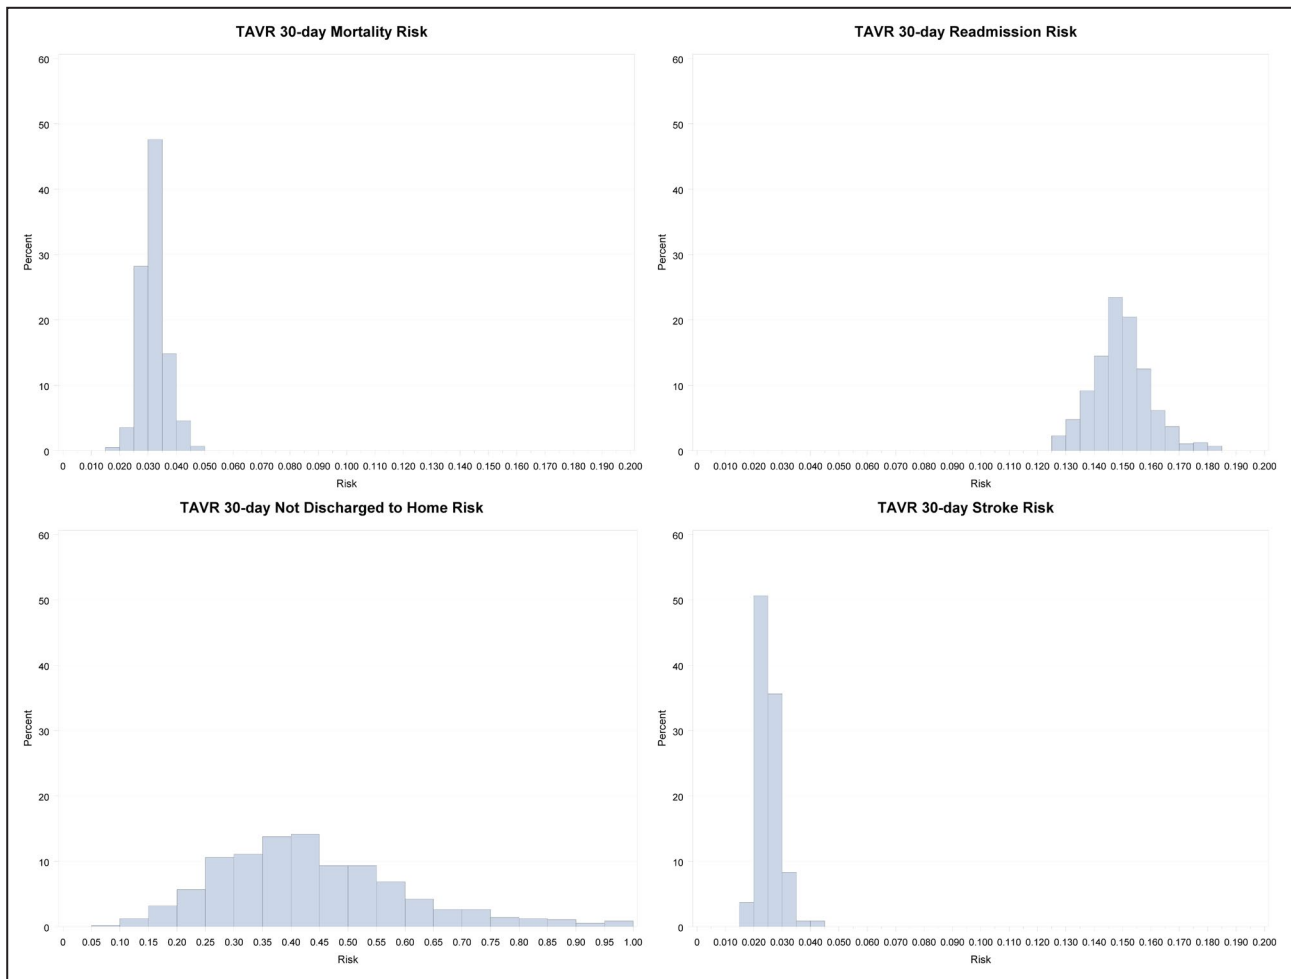 TAVR 30-day Mortality Risk
60
50
40
30
20
10
0
Percent
0 0.010 0.020 0.030 0.040 0.050 0.060 0.070 0.080 0.090 0.100 0.110 0.120 0.130 0.140 0.150 0.160 0.170 0.180 0.190 0.200
Risk
TAVR 30-day Readmission Risk
60
50
40
30
20
10
0
Percent
0 0.010 0.020 0.030 0.040 0.050 0.060 0.070 0.080 0.090 0.100 0.110 0.120 0.130 0.140 0.150 0.160 0.170 0.180 0.190 0.200
Risk
TAVR 30-day Not Discharged to Home Risk
60
50
40
30
20
10
0
Percent
0 0.05 0.10 0.15 0.20 0.25 0.30 0.35 0.40 0.45 0.50 0.55 0.60 0.65 0.70 0.75 0.80 0.85 0.90 0.95 1.00
Risk
TAVR 30-day Stroke Risk
60
50
40
30
20
10
0
Percent
0 0.010 0.020 0.030 0.040 0.050 0.060 0.070 0.080 0.090 0.100 0.110 0.120 0.130 0.140 0.150 0.160 0.170 0.180 0.190 0.200
Risk